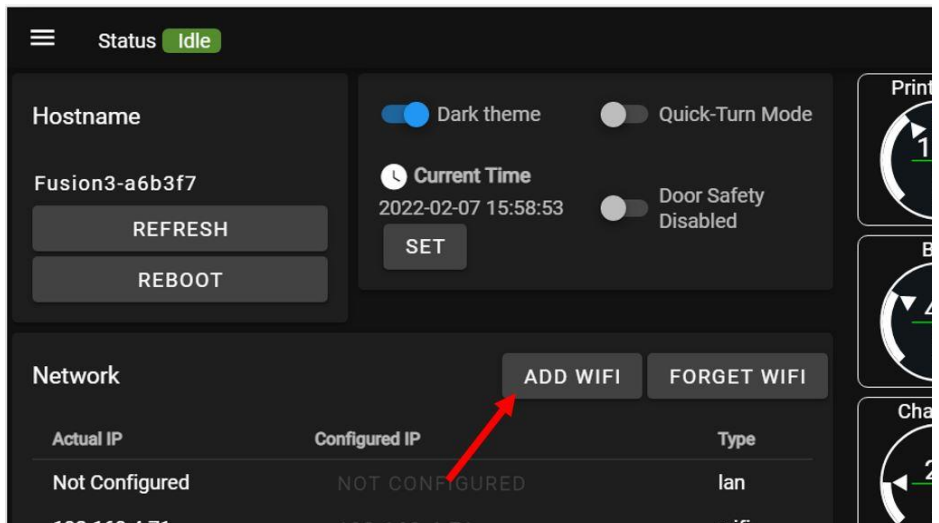 Status Idle
Hostname
Fusion3-a6b3f7
REFRESH
REBOOT
Dark theme
Quick-Turn Mode
Current Time
2022-02-07 15:58:53
SET
Door Safety
Disabled
Network
ADD WIFI
FORGET WIFI
Actual IP Configured IP Type
Not Configured NOT CONFIGURED lan